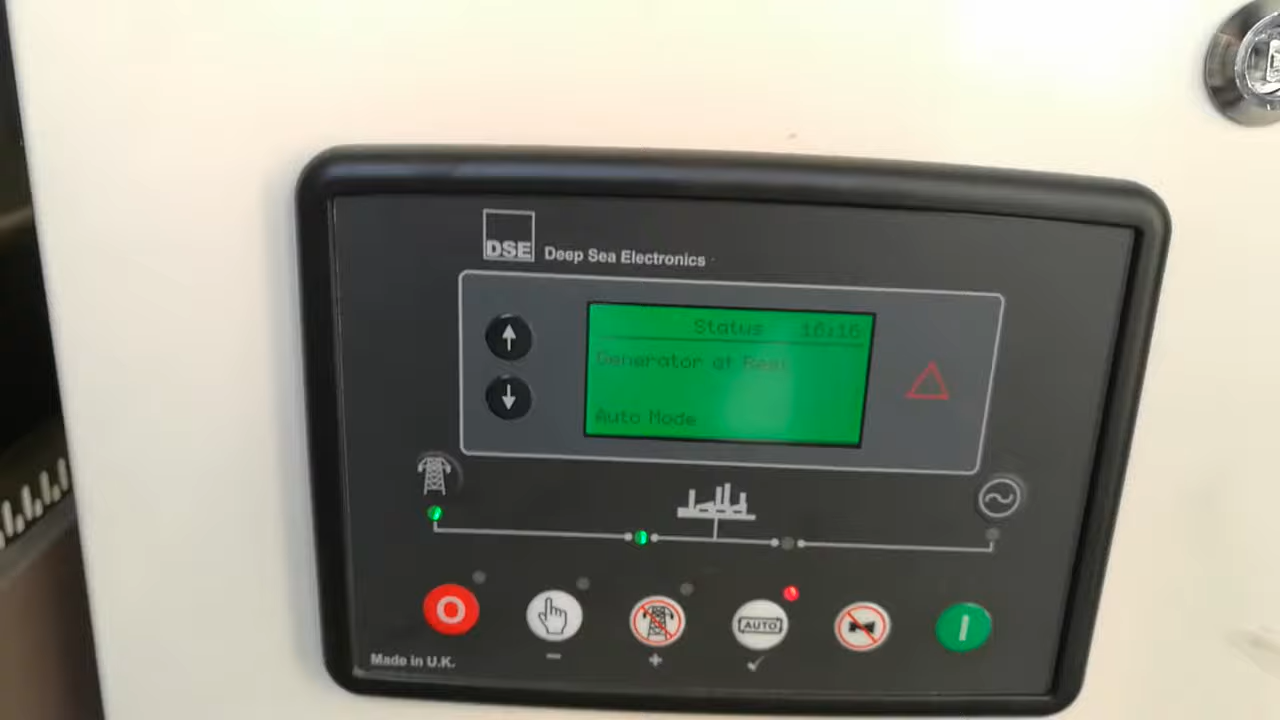 DSE Deep Sea Electronics
Status 16:16
Generator at Rest
Auto Mode
O
AUTO
I
− + ✓
Made in U.K.